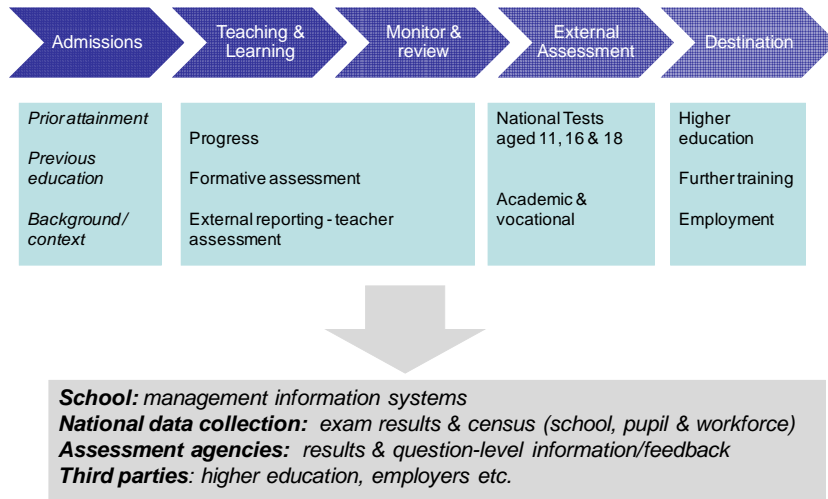 Admissions
Teaching &
Learning
Monitor &
review
External
Assessment
Destination
Prior attainment
Previous
education
Background/
context
Progress
Formative assessment
External reporting - teacher
assessment
National Tests
aged 11, 16 & 18
Academic &
vocational
Higher
education
Further training
Employment
School: management information systems
National data collection: exam results & census (school, pupil & workforce)
Assessment agencies: results & question-level information/feedback
Third parties: higher education, employers etc.